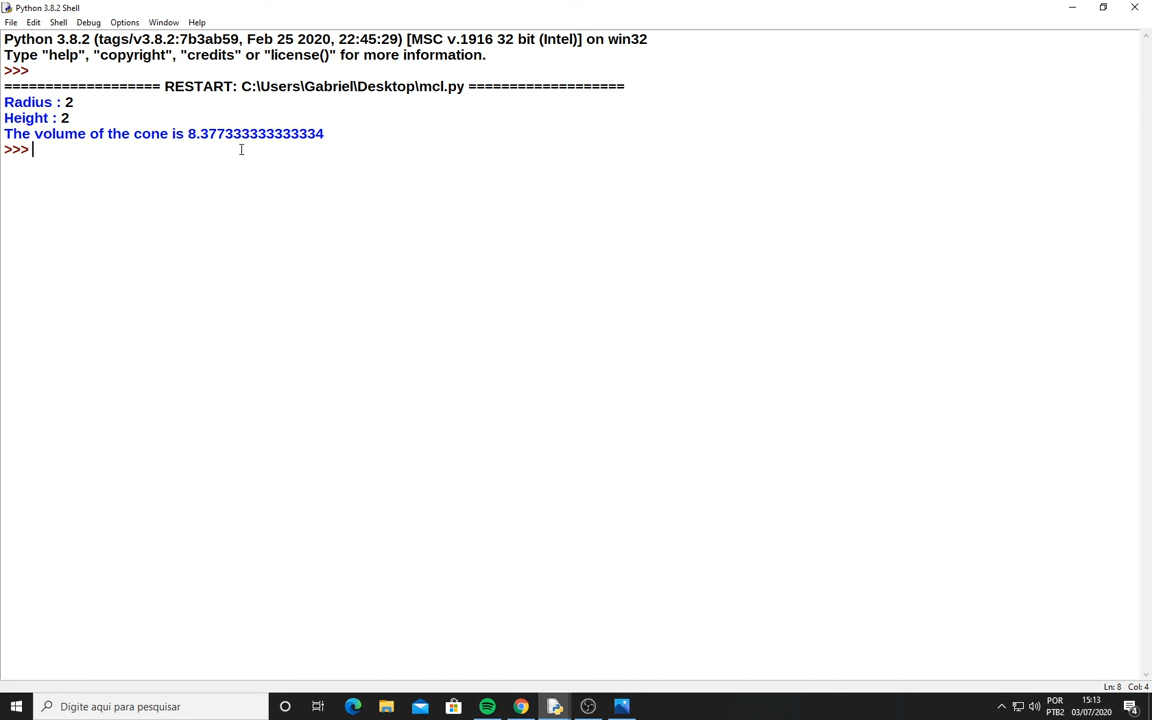 Python 3.8.2 Shell
File Edit Shell Debug Options Window Help
Python 3.8.2 (tags/v3.8.2:7b3ab59, Feb 25 2020, 22:45:29) [MSC v.1916 32 bit (Intel)] on win32
Type "help", "copyright", "credits" or "license()" for more information.
>>>
=================== RESTART: C:\Users\Gabriel\Desktop\mcl.py ===================
Radius : 2
Height : 2
The volume of the cone is 8.377333333333334
>>>
Ln: 8 Col: 4
Digite aqui para pesquisar
POR
PTB2
15:13
03/07/2020
4